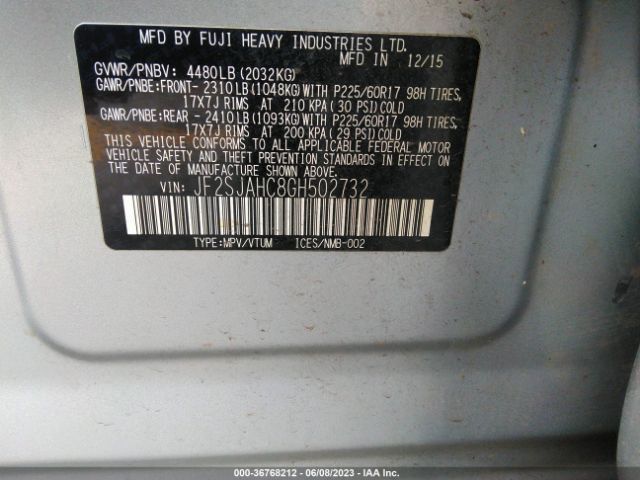 MFD BY FUJI HEAVY INDUSTRIES LTD.
MFD IN 12/15
GVWR/PNBV: 4480LB(2032KG)
GAWR/PNBE:FRONT- 2310LB(1048KG)WITH P225/60R17 98H TIRES,
17X7J RIMS AT 210 KPA(30 PSI)COLD
GAWR/PNBE:REAR - 2410LB(1093KG)WITH P225/60R17 98H TIRES,
17X7J RIMS AT 200 KPA(29 PSI)COLD
THIS VEHICLE CONFORMS TO ALL APPLICABLE FEDERAL MOTOR
VEHICLE SAFETY AND THEFT PREVENTION STANDARDS IN EFFECT ON
THE DATE OF MANUFACTURE SHOWN ABOVE.
VIN: JF2SJAHC8GH502732
TYPE:MPV/VTUM ICES/NMB-002
000-36768212 - 06/08/2023 - IAA Inc.